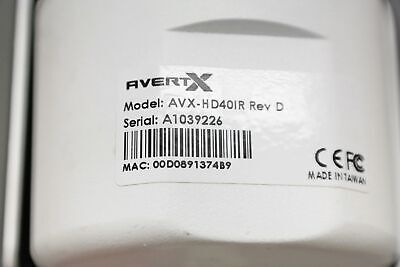 AVERTX
Model: AVX-HD40IR Rev D
Serial: A1039226
MAC: 00D0891374B9
CE FC
MADE IN TAIWAN